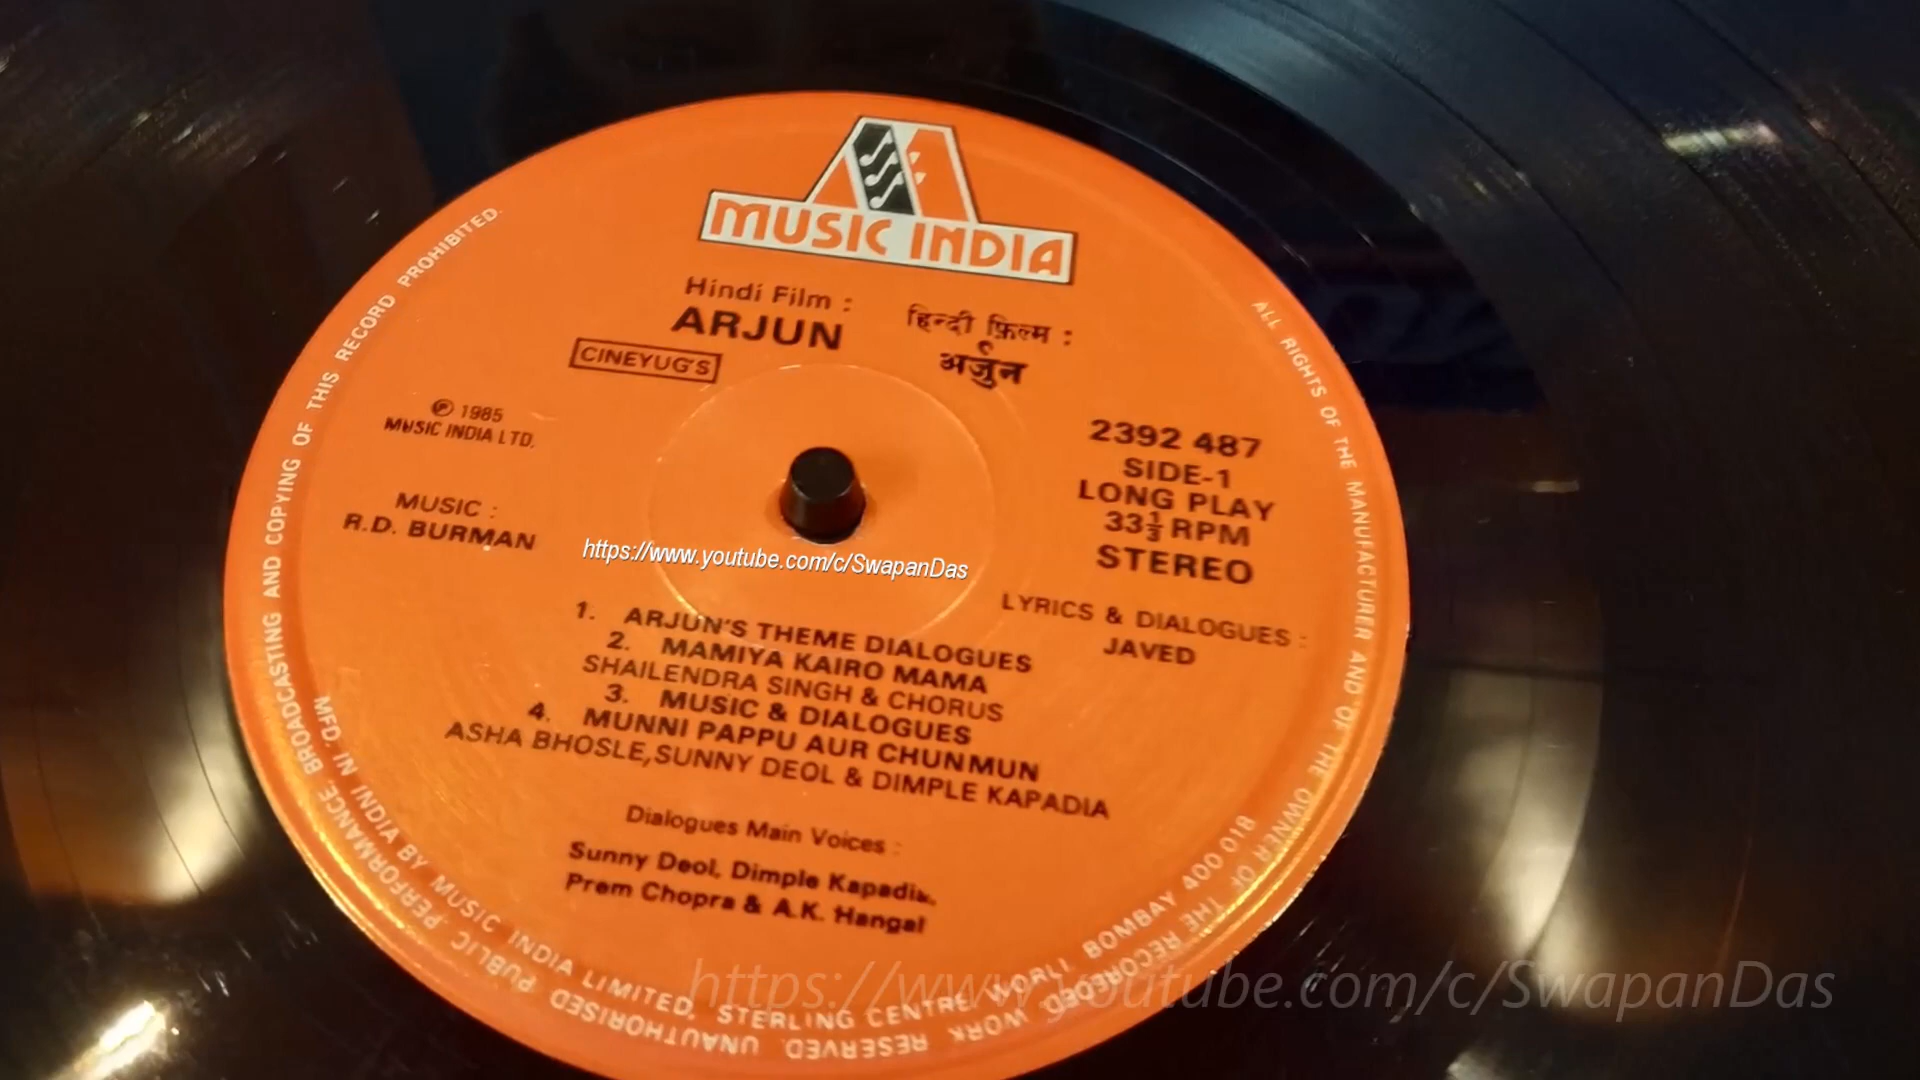 MUSIC INDIA
Hindi Film :
ARJUN
हिन्दी फ़िल्म :
अर्जुन
CINEYUG'S
℗ 1985
MUSIC INDIA LTD.
MUSIC :
R.D. BURMAN
2392 487
SIDE-1
LONG PLAY
33⅓ RPM
STEREO
LYRICS & DIALOGUES :
JAVED
https://www.youtube.com/c/SwapanDas
1. ARJUN'S THEME DIALOGUES
2. MAMIYA KAIRO MAMA
SHAILENDRA SINGH & CHORUS
3. MUSIC & DIALOGUES
4. MUNNI PAPPU AUR CHUNMUN
ASHA BHOSLE,SUNNY DEOL & DIMPLE KAPADIA
Dialogues Main Voices :
Sunny Deol, Dimple Kapadia,
Prem Chopra & A.K. Hangal
ALL RIGHTS OF THE MANUFACTURER AND OF THE OWNER OF THE RECORDED WORK RESERVED. UNAUTHORISED PUBLIC PERFORMANCE, BROADCASTING AND COPYING OF THIS RECORD PROHIBITED.
MFD. IN INDIA BY MUSIC INDIA LIMITED, STERLING CENTRE WORLI BOMBAY 400 018
https://www.youtube.com/c/SwapanDas